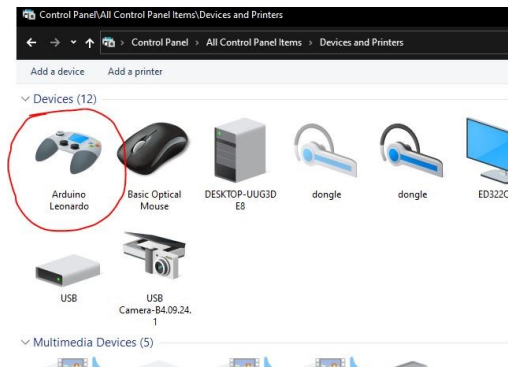 Control Panel\All Control Panel Items\Devices and Printers
Control Panel > All Control Panel Items > Devices and Printers
Add a device Add a printer
Devices (12)
Arduino
Leonardo
Basic Optical
Mouse
DESKTOP-UUG3D
E8
dongle
dongle
ED322Q
USB
USB
Camera-B4.09.24.
1
Multimedia Devices (5)